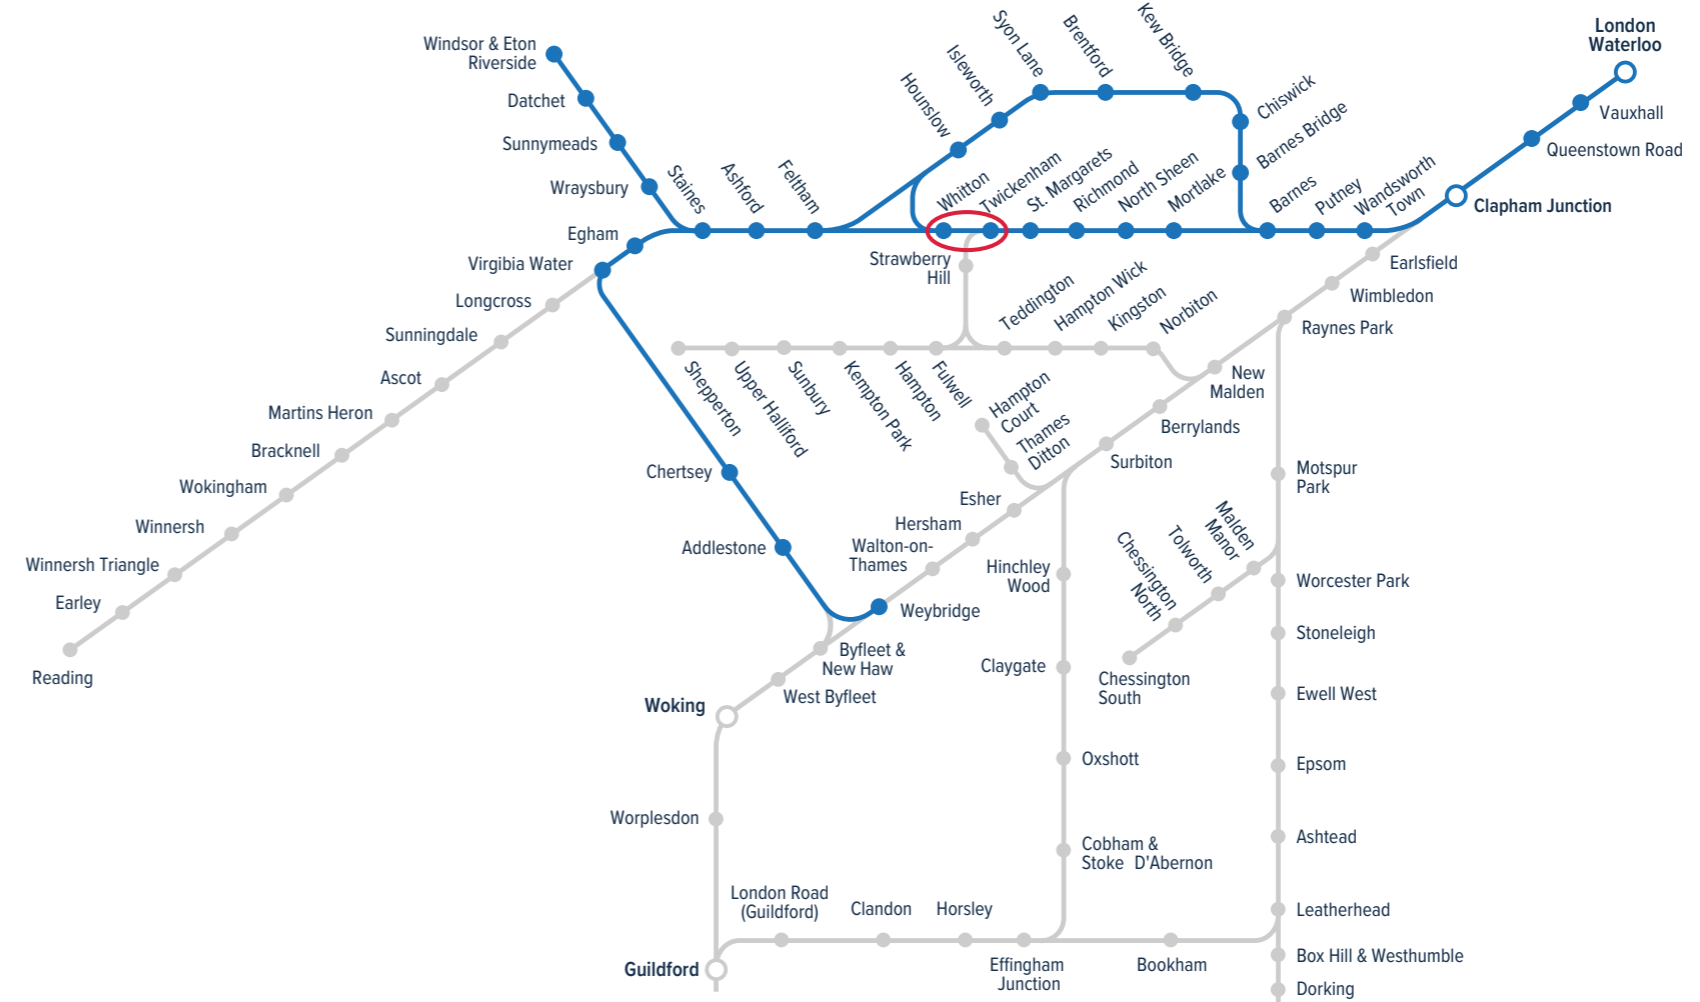 London
Waterloo
Vauxhall
Queenstown Road
Clapham Junction
Windsor & Eton
Riverside
Datchet
Sunnymeads
Wraysbury
Staines
Ashford
Feltham
Hounslow
Isleworth
Syon Lane
Brentford
Kew Bridge
Chiswick
Barnes Bridge
Whitton
Twickenham
St. Margarets
Richmond
North Sheen
Mortlake
Barnes
Putney
Wandsworth
Town
Egham
Virgibia Water
Longcross
Sunningdale
Ascot
Martins Heron
Bracknell
Wokingham
Winnersh
Winnersh Triangle
Earley
Reading
Strawberry
Hill
Teddington
Hampton Wick
Kingston
Norbiton
Shepperton
Upper Halliford
Sunbury
Kempton Park
Hampton
Fulwell
Hampton
Court
Thames
Ditton
Earlsfield
Wimbledon
Raynes Park
New
Malden
Berrylands
Surbiton
Esher
Hersham
Walton-on-
Thames
Weybridge
Chertsey
Addlestone
Byfleet &
New Haw
West Byfleet
Woking
Worplesdon
Guildford
London Road
(Guildford)
Clandon
Horsley
Effingham
Junction
Bookham
Hinchley
Wood
Claygate
Oxshott
Cobham &
Stoke D'Abernon
Motspur
Park
Malden
Manor
Tolworth
Chessington
North
Chessington
South
Worcester Park
Stoneleigh
Ewell West
Epsom
Ashtead
Leatherhead
Box Hill & Westhumble
Dorking